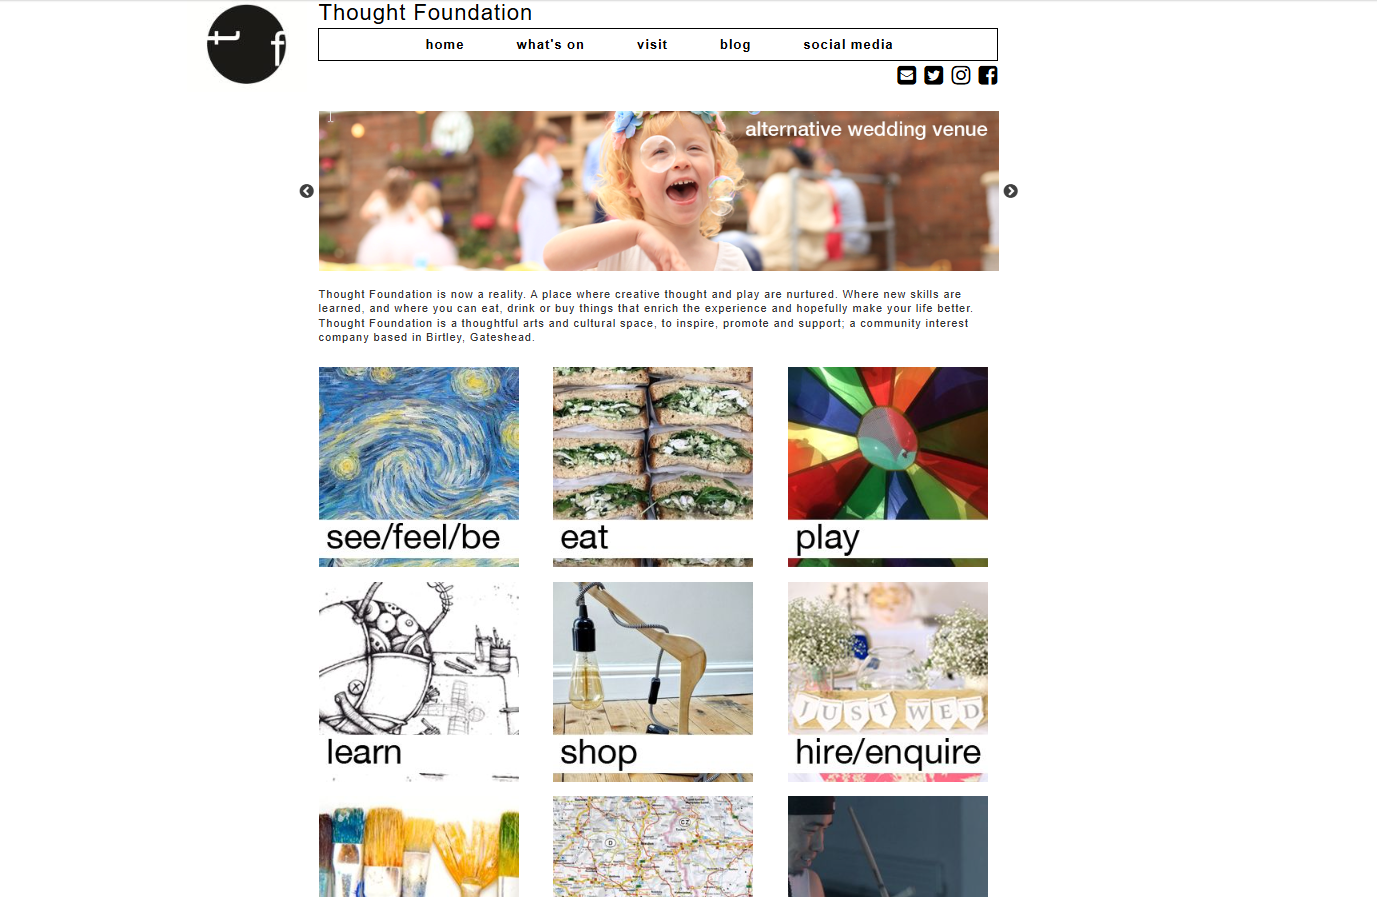 Thought Foundation
t f
home what's on visit blog social media
alternative wedding venue
Thought Foundation is now a reality. A place where creative thought and play are nurtured. Where new skills are
learned, and where you can eat, drink or buy things that enrich the experience and hopefully make your life better.
Thought Foundation is a thoughtful arts and cultural space, to inspire, promote and support; a community interest
company based in Birtley, Gateshead.
see/feel/be eat play
JUST WED
learn shop hire/enquire
CZ
D